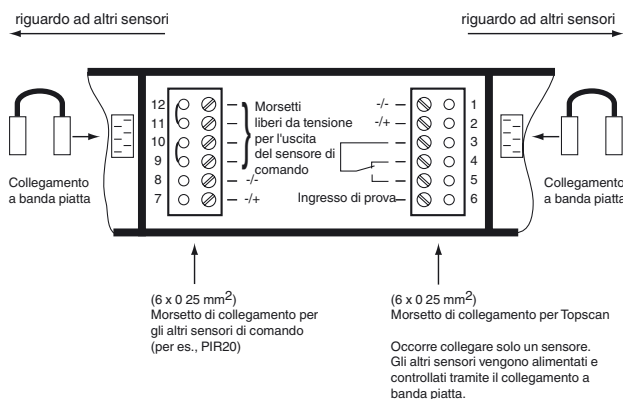 riguardo ad altri sensori
riguardo ad altri sensori
12
11
10
9
8
7
Morsetti
liberi da tensione
per l'uscita
del sensore di
comando
-/-
-/+
-/-
-/+
Ingresso di prova
1
2
3
4
5
6
Collegamento
a banda piatta
Collegamento
a banda piatta
(6 x 0 25 mm2)
Morsetto di collegamento per
gli altri sensori di comando
(per es., PIR20)
(6 x 0 25 mm2)
Morsetto di collegamento per Topscan
Occorre collegare solo un sensore.
Gli altri sensori vengono alimentati e
controllati tramite il collegamento a
banda piatta.